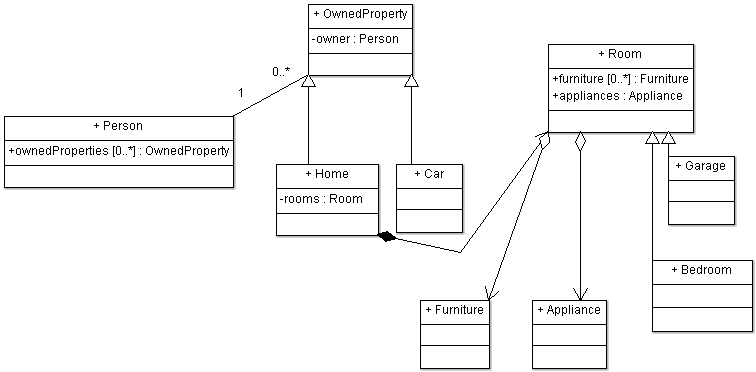 + OwnedProperty
-owner : Person
0..*
1
+ Person
+ownedProperties [0..*] : OwnedProperty
+ Room
+furniture [0..*] : Furniture
+appliances : Appliance
+ Home
-rooms : Room
+ Car
+ Garage
+ Bedroom
+ Furniture
+ Appliance